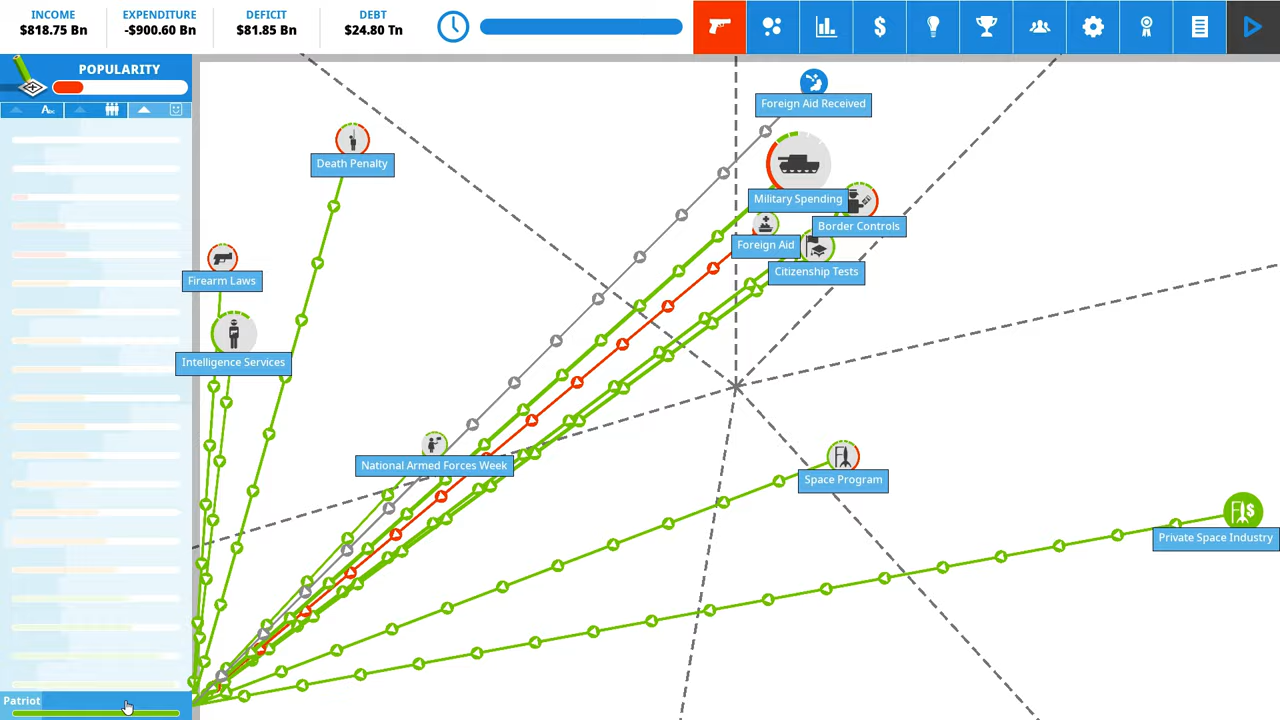 INCOME
$818.75 Bn
EXPENDITURE
-$900.60 Bn
DEFICIT
$81.85 Bn
DEBT
$24.80 Tn
POPULARITY
Foreign Aid Received
Death Penalty
Military Spending
Border Controls
Foreign Aid
Citizenship Tests
Firearm Laws
Intelligence Services
National Armed Forces Week
Space Program
Private Space Industry
Patriot